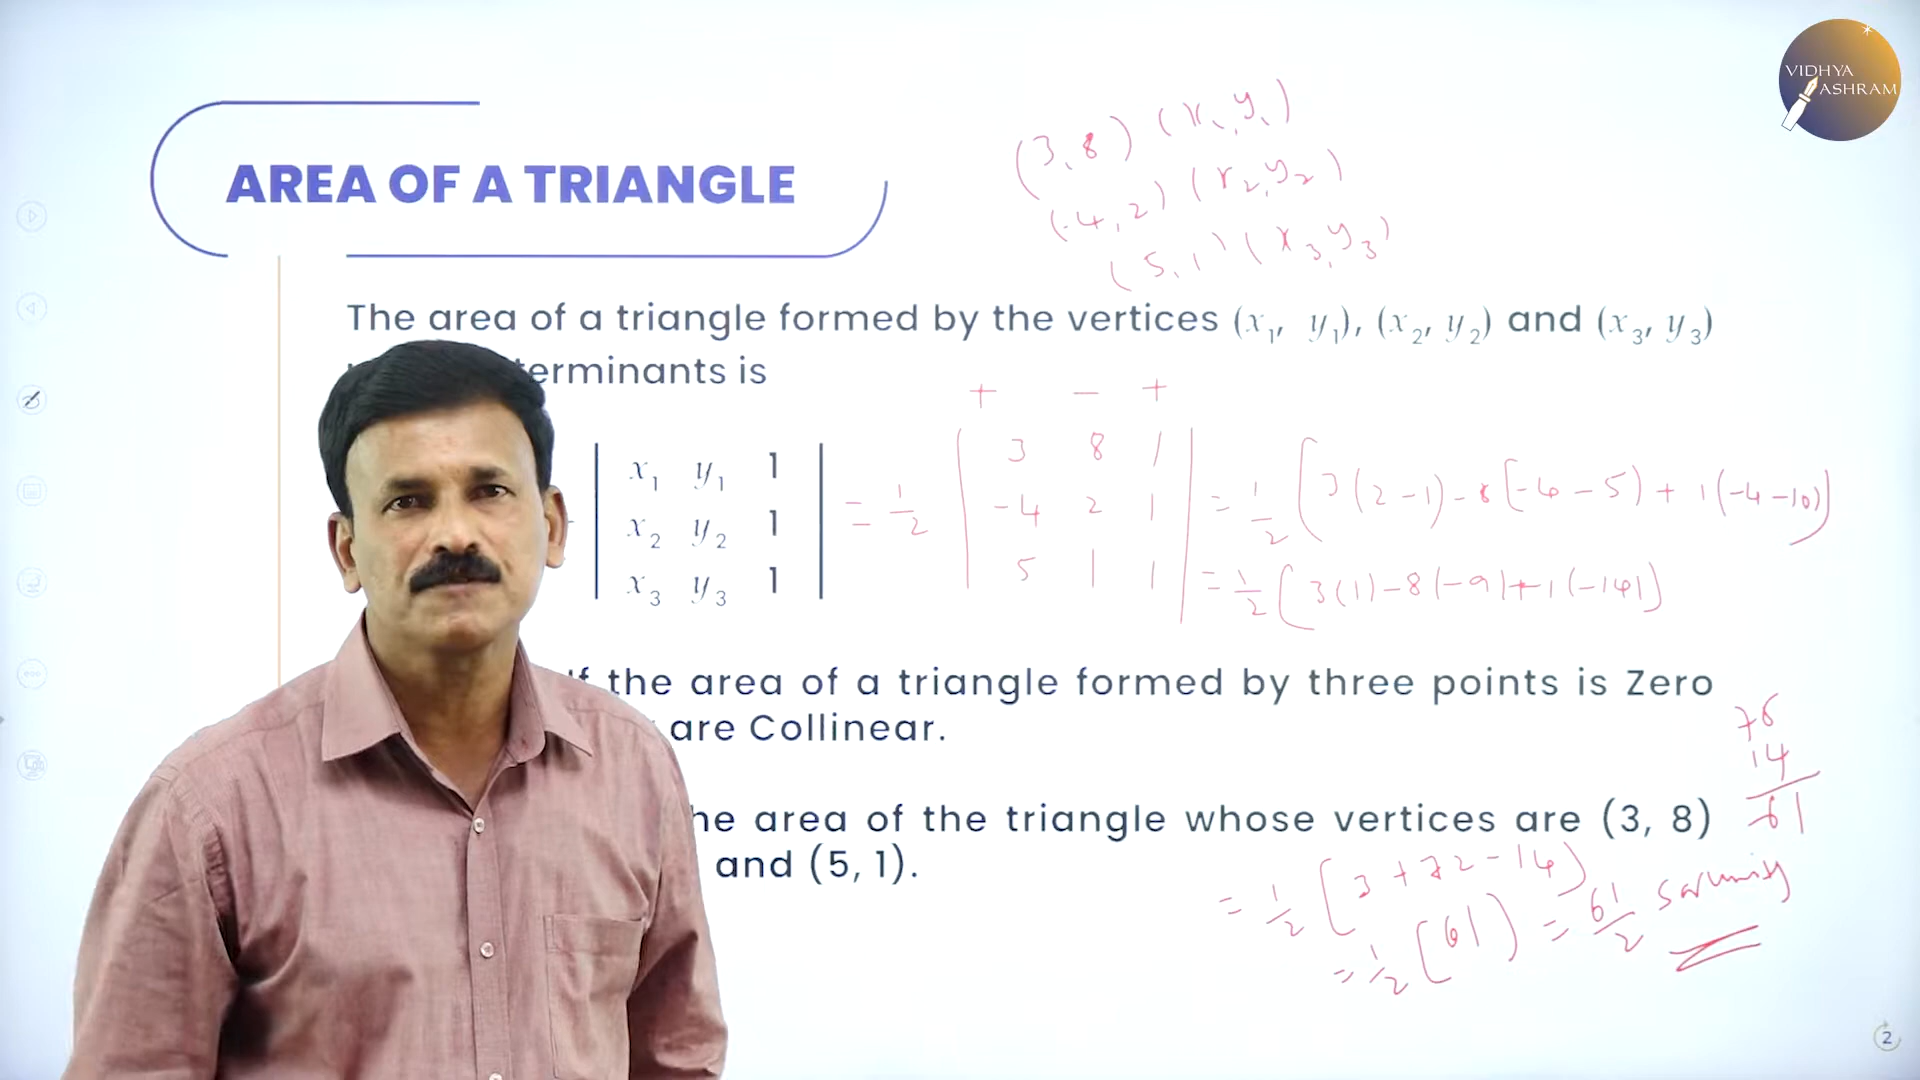 VIDHYA
ASHRAM
AREA OF A TRIANGLE
(3, 8) (x₁, y₁)
(-4, 2) (x₂, y₂)
(5, 1) (x₃, y₃)
The area of a triangle formed by the vertices (x₁, y₁), (x₂, y₂) and (x₃, y₃)
erminants is
+ - +
x₁ y₁ 1
x₂ y₂ 1
x₃ y₃ 1
= 1/2
3 8 1
-4 2 1
5 1 1
= 1/2 [3(2-1)-8[-4-5)+1(-4-10)]
= 1/2 [3(1)-8(-9)+1(-14)]
If the area of a triangle formed by three points is Zero
are Collinear.
75
14
61
he area of the triangle whose vertices are (3, 8)
and (5, 1).
= 1/2 [3+72-14]
= 1/2 [61] = 61/2
2